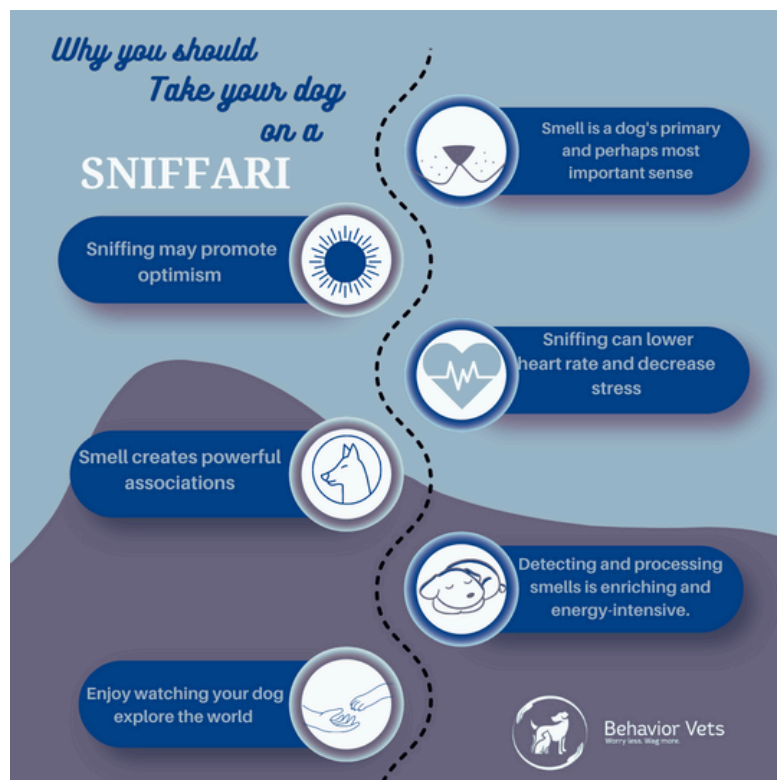 Why you should
Take your dog
on a
SNIFFARI
Smell is a dog's primary
and perhaps most
important sense
Sniffing may promote
optimism
Sniffing can lower
heart rate and decrease
stress
Smell creates powerful
associations
Detecting and processing
smells is enriching and
energy-intensive.
Enjoy watching your dog
explore the world
Behavior Vets
Worry less. Wag more.